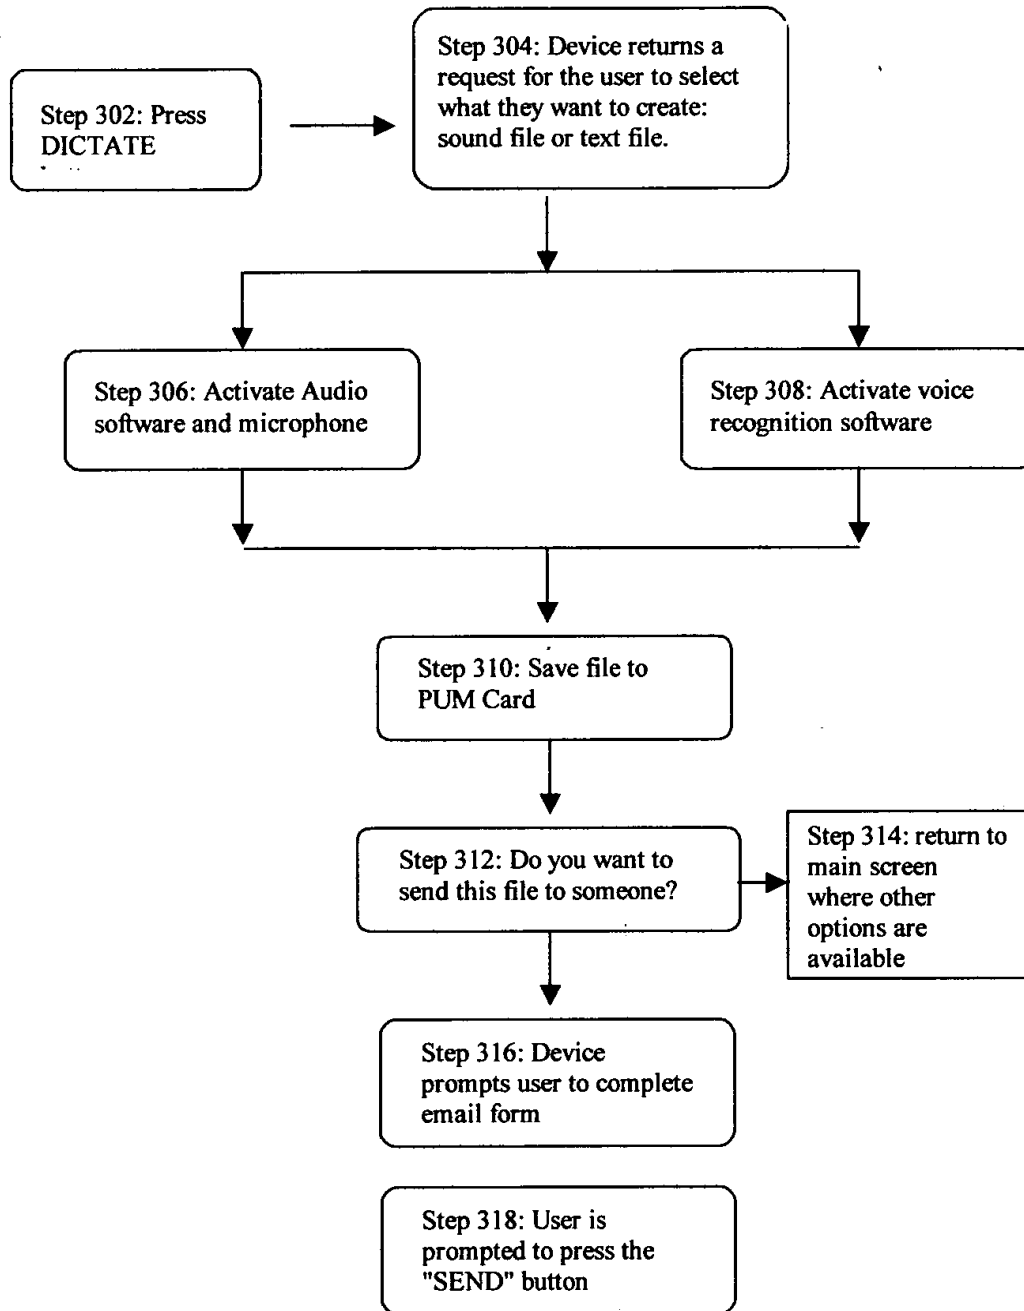 Step 302: Press
DICTATE
Step 304: Device returns a
request for the user to select
what they want to create:
sound file or text file.
Step 306: Activate Audio
software and microphone
Step 308: Activate voice
recognition software
Step 310: Save file to
PUM Card
Step 312: Do you want to
send this file to someone?
Step 314: return to
main screen
where other
options are
available
Step 316: Device
prompts user to complete
email form
Step 318: User is
prompted to press the
"SEND" button